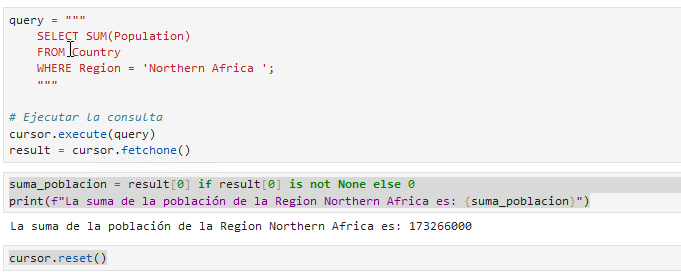 query = """
    SELECT SUM(Population)
    FROM Country
    WHERE Region = 'Northern Africa ';
    """
# Ejecutar la consulta
cursor.execute(query)
result = cursor.fetchone()
suma_poblacion = result[0] if result[0] is not None else 0
print(f"La suma de la población de la Region Northern Africa es: {suma_poblacion}")
La suma de la población de la Region Northern Africa es: 173266000
cursor.reset()